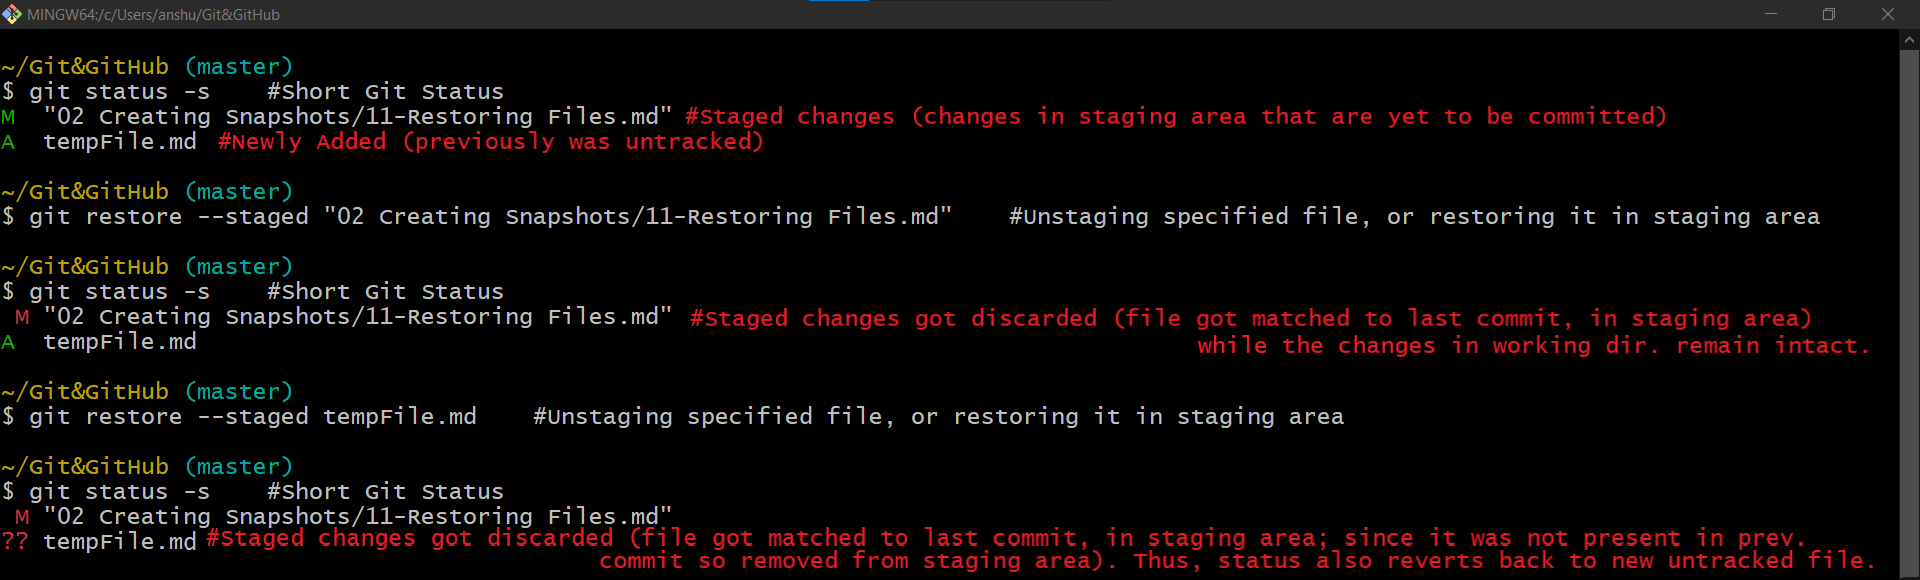 MINGW64:/c/Users/anshu/Git&GitHub
~/Git&GitHub (master)
$ git status -s    #Short Git Status
M  "02 Creating Snapshots/11-Restoring Files.md" #Staged changes (changes in staging area that are yet to be committed)
A  tempFile.md #Newly Added (previously was untracked)
~/Git&GitHub (master)
$ git restore --staged "02 Creating Snapshots/11-Restoring Files.md"    #Unstaging specified file, or restoring it in staging area
~/Git&GitHub (master)
$ git status -s    #Short Git Status
 M "02 Creating Snapshots/11-Restoring Files.md" #Staged changes got discarded (file got matched to last commit, in staging area)
A  tempFile.md while the changes in working dir. remain intact.
~/Git&GitHub (master)
$ git restore --staged tempFile.md    #Unstaging specified file, or restoring it in staging area
~/Git&GitHub (master)
$ git status -s    #Short Git Status
 M "02 Creating Snapshots/11-Restoring Files.md"
?? tempFile.md #Staged changes got discarded (file got matched to last commit, in staging area; since it was not present in prev.
commit so removed from staging area). Thus, status also reverts back to new untracked file.